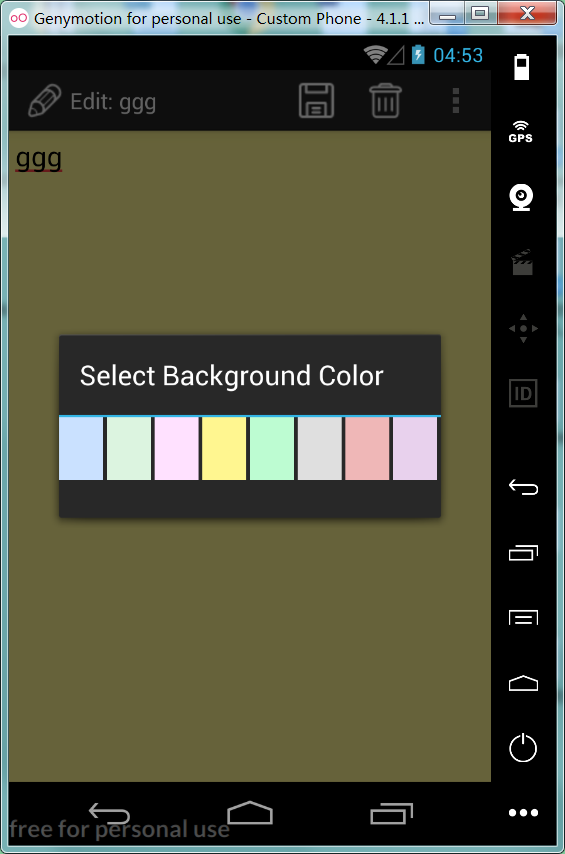 Genymotion for personal use - Custom Phone - 4.1.1 ...
04:53
Edit: ggg
GPS
ggg
Select Background Color
ID
free for personal use